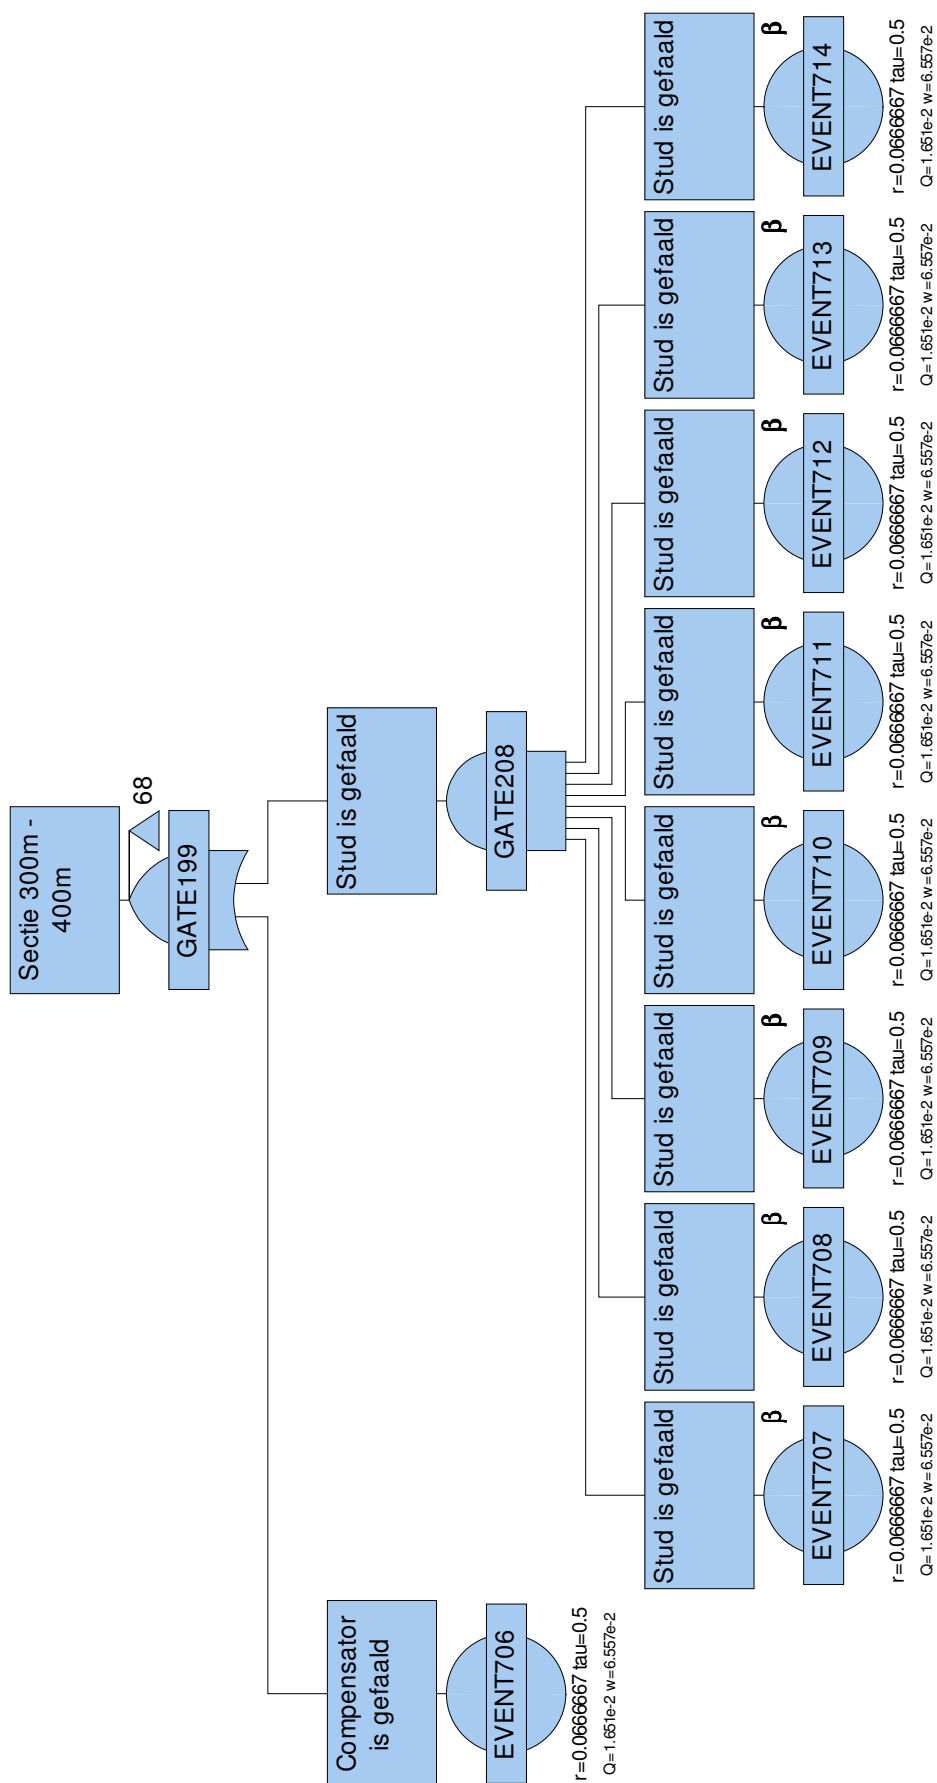 Sectie 300m -
400m
68
GATE199
Compensator
is gefaald
EVENT706
r=0.0666667 tau=0.5
Q=1.651e-2 w=6.557e-2
Stud is gefaald
GATE208
Stud is gefaald
β
EVENT707
r=0.0666667 tau=0.5
Q=1.651e-2 w=6.557e-2
Stud is gefaald
β
EVENT708
r=0.0666667 tau=0.5
Q=1.651e-2 w=6.557e-2
Stud is gefaald
β
EVENT709
r=0.0666667 tau=0.5
Q=1.651e-2 w=6.557e-2
Stud is gefaald
β
EVENT710
r=0.0666667 tau=0.5
Q=1.651e-2 w=6.557e-2
Stud is gefaald
β
EVENT711
r=0.0666667 tau=0.5
Q=1.651e-2 w=6.557e-2
Stud is gefaald
β
EVENT712
r=0.0666667 tau=0.5
Q=1.651e-2 w=6.557e-2
Stud is gefaald
β
EVENT713
r=0.0666667 tau=0.5
Q=1.651e-2 w=6.557e-2
Stud is gefaald
β
EVENT714
r=0.0666667 tau=0.5
Q=1.651e-2 w=6.557e-2